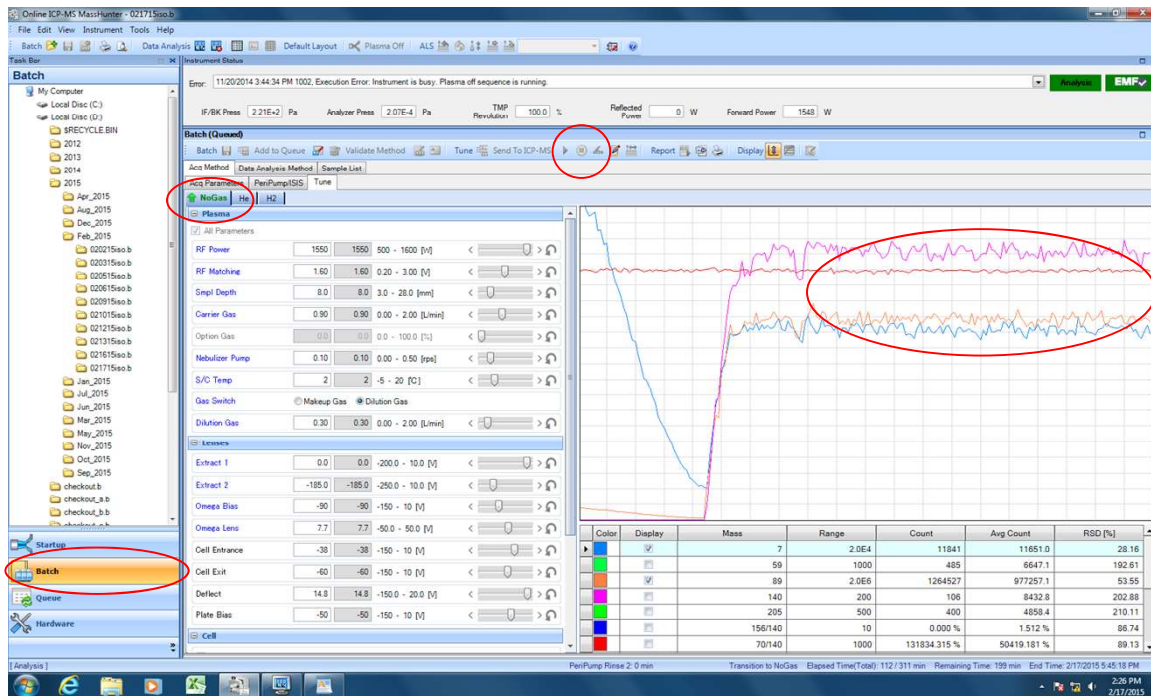 Online ICP-MS MassHunter - 021715iso.b
File Edit View Instrument Tools Help
Batch Data Analysis Default Layout Plasma Off ALS
Task Bar
Batch
My Computer
Local Disc (C:)
Local Disc (D:)
$RECYCLE.BIN
2012
2013
2014
2015
Apr_2015
Aug_2015
Dec_2015
Feb_2015
020215iso.b
020315iso.b
020515iso.b
020615iso.b
020915iso.b
021015iso.b
021215iso.b
021315iso.b
021615iso.b
021715iso.b
Jan_2015
Jul_2015
Jun_2015
Mar_2015
May_2015
Nov_2015
Oct_2015
Sep_2015
checkout.b
checkout_a.b
checkout_b.b
Startup
Batch
Queue
Hardware
Instrument Status
Error: 11/20/2014 3:44:34 PM 1002, Execution Error: Instrument is busy. Plasma off sequence is running. Analysis EMF
IF/BK Press 2.21E+2 Pa Analyzer Press 2.07E-4 Pa TMP Revolution 100.0 % Reflected Power 0 W Forward Power 1548 W
Batch (Queued)
Batch Add to Queue Validate Method Tune Send To ICP-MS Report Display
Acq Method Data Analysis Method Sample List
Acq Parameters PeriPump/ISIS Tune
NoGas He H2
Plasma
All Parameters
RF Power 1550 1550 500 - 1600 [W]
RF Matching 1.60 1.60 0.20 - 3.00 [V]
Smpl Depth 8.0 8.0 3.0 - 28.0 [mm]
Carrier Gas 0.90 0.90 0.00 - 2.00 [L/min]
Option Gas 0.0 0.0 0.0 - 100.0 [%]
Nebulizer Pump 0.10 0.10 0.00 - 0.50 [rps]
S/C Temp 2 2 -5 - 20 [°C]
Gas Switch Makeup Gas Dilution Gas
Dilution Gas 0.30 0.30 0.00 - 2.00 [L/min]
Lenses
Extract 1 0.0 0.0 -200.0 - 10.0 [V]
Extract 2 -185.0 -185.0 -250.0 - 10.0 [V]
Omega Bias -90 -90 -150 - 10 [V]
Omega Lens 7.7 7.7 -50.0 - 50.0 [V]
Cell Entrance -38 -38 -150 - 10 [V]
Cell Exit -60 -60 -150 - 10 [V]
Deflect 14.8 14.8 -150.0 - 20.0 [V]
Plate Bias -50 -50 -150 - 10 [V]
Cell
Color Display Mass Range Count Avg Count RSD [%]
7 2.0E4 11841 11651.0 28.16
59 1000 485 6647.1 192.61
89 2.0E6 1264527 977257.1 53.55
140 200 106 8432.8 202.88
205 500 400 4858.4 210.11
156/140 10 0.000 % 1.512 % 86.74
70/140 1000 131834.315 % 50419.181 % 89.13
[ Analysis ] PeriPump Rinse 2: 0 min Transition to NoGas Elapsed Time(Total): 112 / 311 min Remaining Time: 199 min End Time: 2/17/2015 5:45:18 PM
2:26 PM
2/17/2015